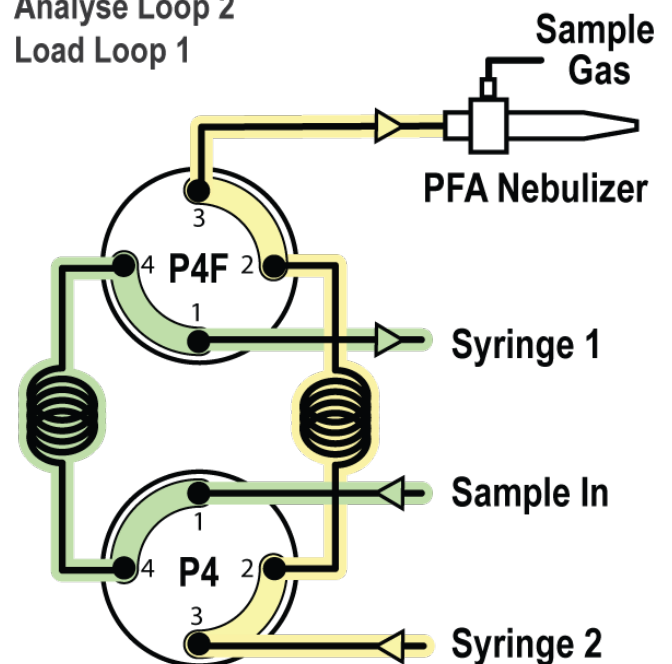 Analyse Loop 2
Load Loop 1
Sample
Gas
PFA Nebulizer
3
4 P4F 2
1
Syringe 1
Sample In
1
4 P4 2
3
Syringe 2